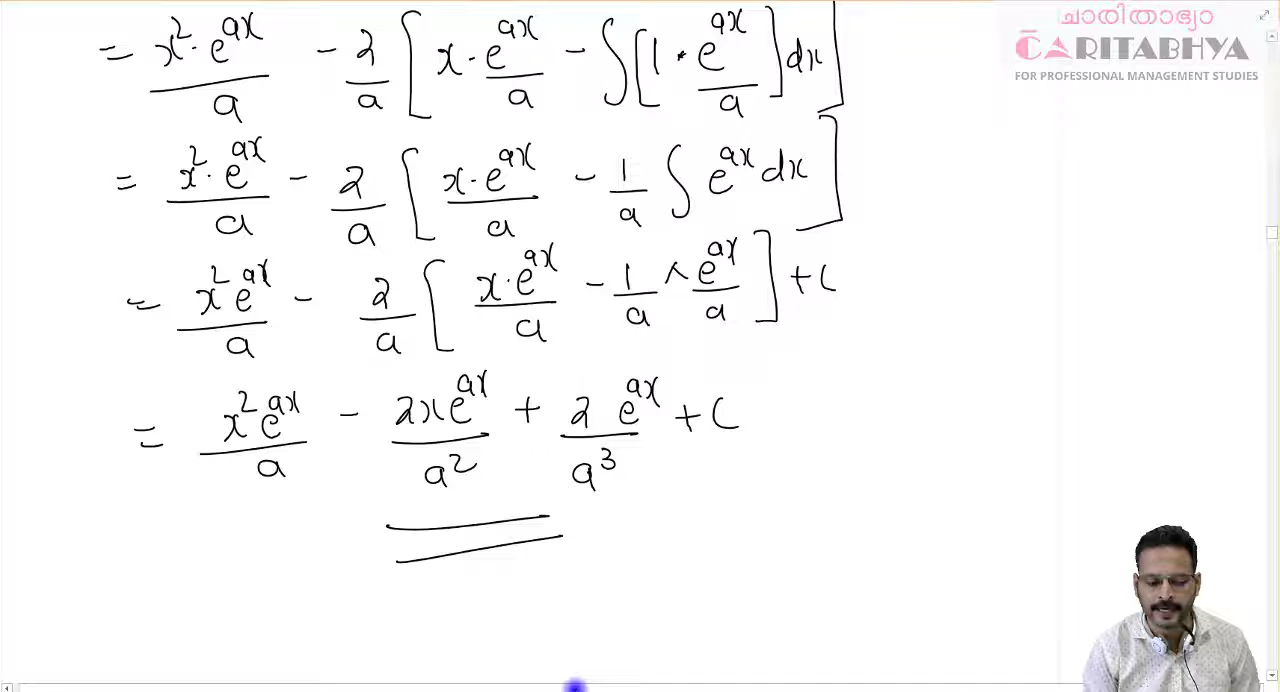 ചാരിതാഭ്യാ
CARITABHYA
FOR PROFESSIONAL MANAGEMENT STUDIES
= x²·e^{ax}/a - 2/a [x·e^{ax}/a - ∫[1·e^{ax}/a]dx]
= x²·e^{ax}/a - 2/a [x·e^{ax}/a - 1/a ∫ e^{ax} dx]
= x²e^{ax}/a - 2/a [x·e^{ax}/a - 1/a × e^{ax}/a] + C
= x²e^{ax}/a - 2xe^{ax}/a² + 2e^{ax}/a³ + C